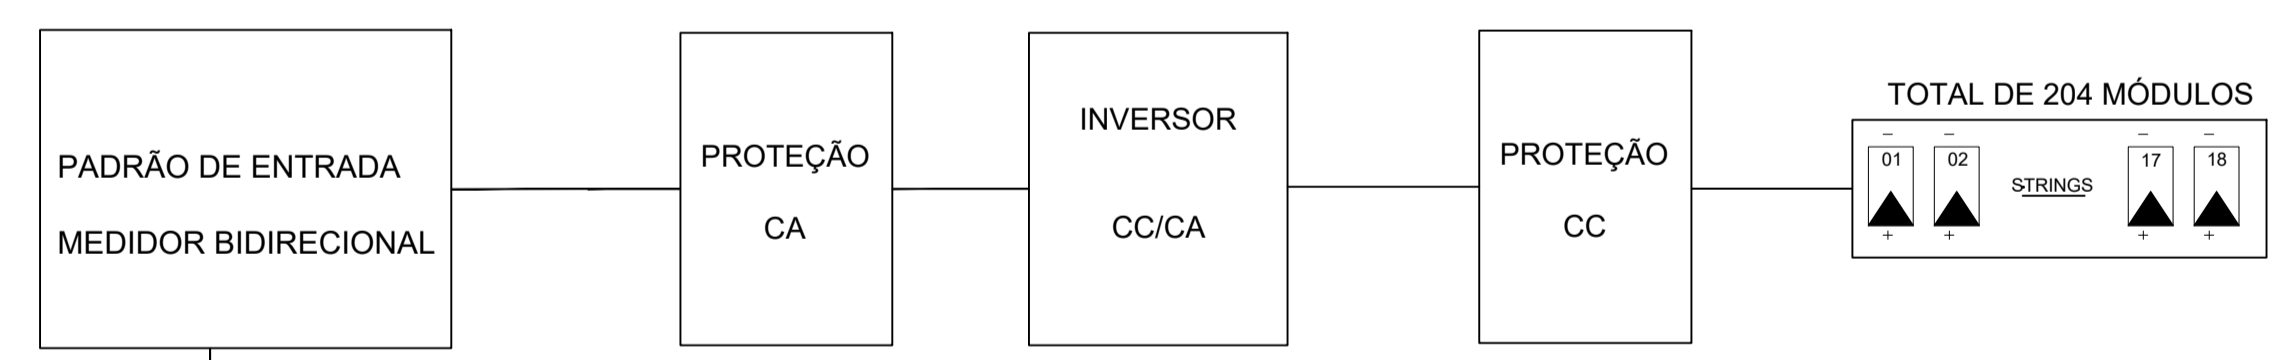 PADRÃO DE ENTRADA
MEDIDOR BIDIRECIONAL
PROTEÇÃO
CA
INVERSOR
CC/CA
PROTEÇÃO
CC
TOTAL DE 204 MÓDULOS
– – – –
01 02 17 18
STRINGS
+ + + +